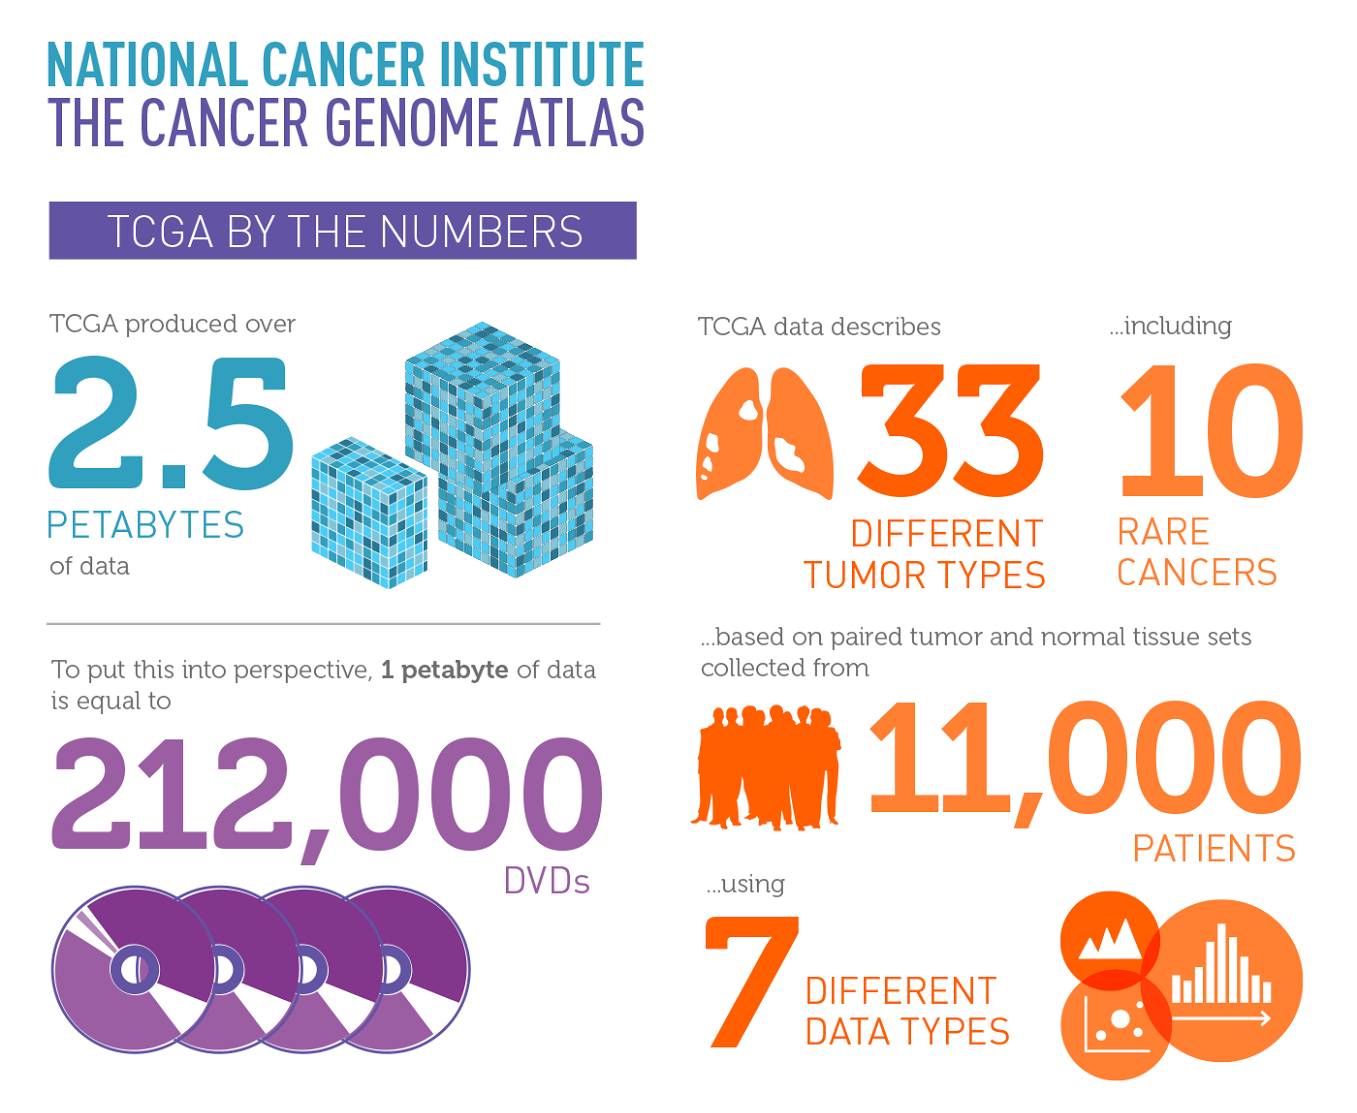 NATIONAL CANCER INSTITUTE
THE CANCER GENOME ATLAS
TCGA BY THE NUMBERS
TCGA produced over
2.5
PETABYTES
of data
To put this into perspective, 1 petabyte of data
is equal to
212,000
DVDs
TCGA data describes
33
DIFFERENT
TUMOR TYPES
...including
10
RARE
CANCERS
...based on paired tumor and normal tissue sets
collected from
11,000
PATIENTS
...using
7
DIFFERENT
DATA TYPES